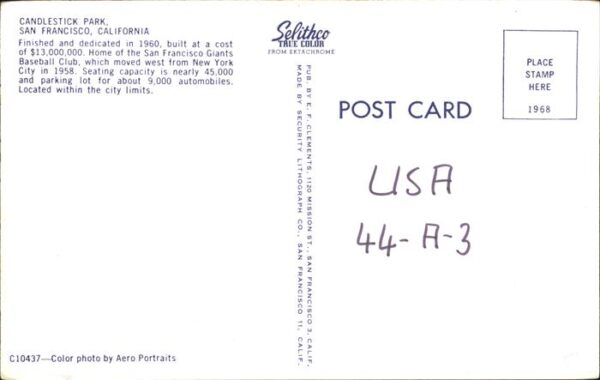 CANDLESTICK PARK,
SAN FRANCISCO, CALIFORNIA
Finished and dedicated in 1960, built at a cost
of $13,000,000. Home of the San Francisco Giants
Baseball Club, which moved west from New York
City in 1958. Seating capacity is nearly 45,000
and parking lot for about 9,000 automobiles.
Located within the city limits.
Selithco
TRUE COLOR
FROM EKTACHROME
PUB. BY E. F. CLEMENTS, 1120 MISSION ST., SAN FRANCISCO 3, CALIF.
MADE BY SECURITY LITHOGRAPH CO., SAN FRANCISCO 11, CALIF.
POST CARD
PLACE
STAMP
HERE
1968
USA
44-A-3
C10437—Color photo by Aero Portraits